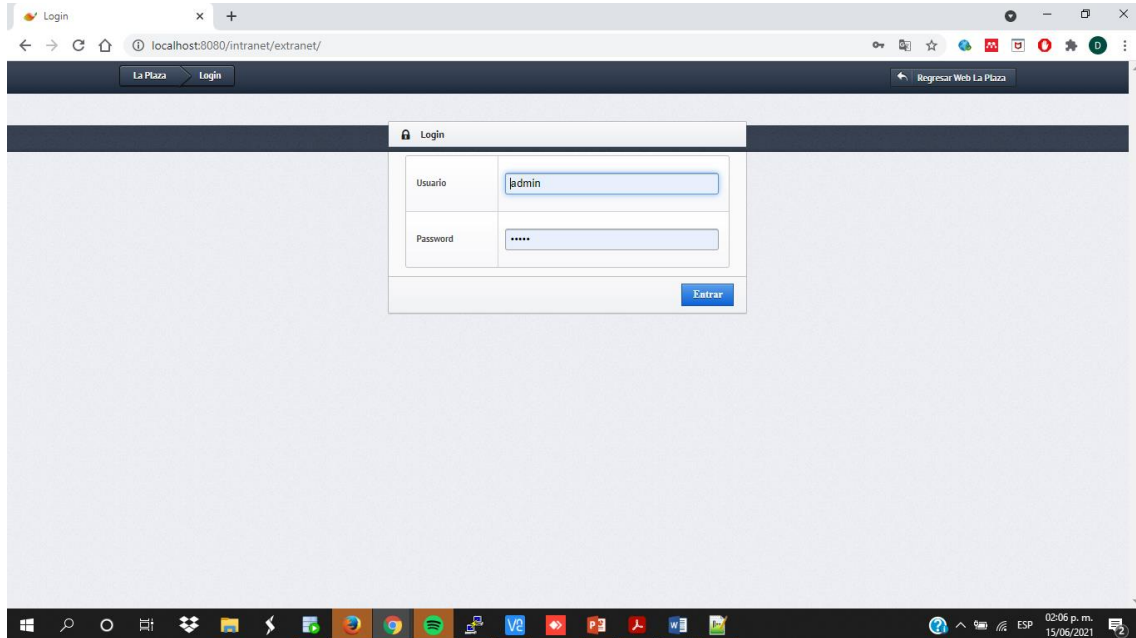 Login
localhost:8080/intranet/extranet/
D
La Plaza Login
Regresar Web La Plaza
Login
Usuario
admin
Password
•••••
Entrar
ESP
02:06 p. m.
15/06/2021
2